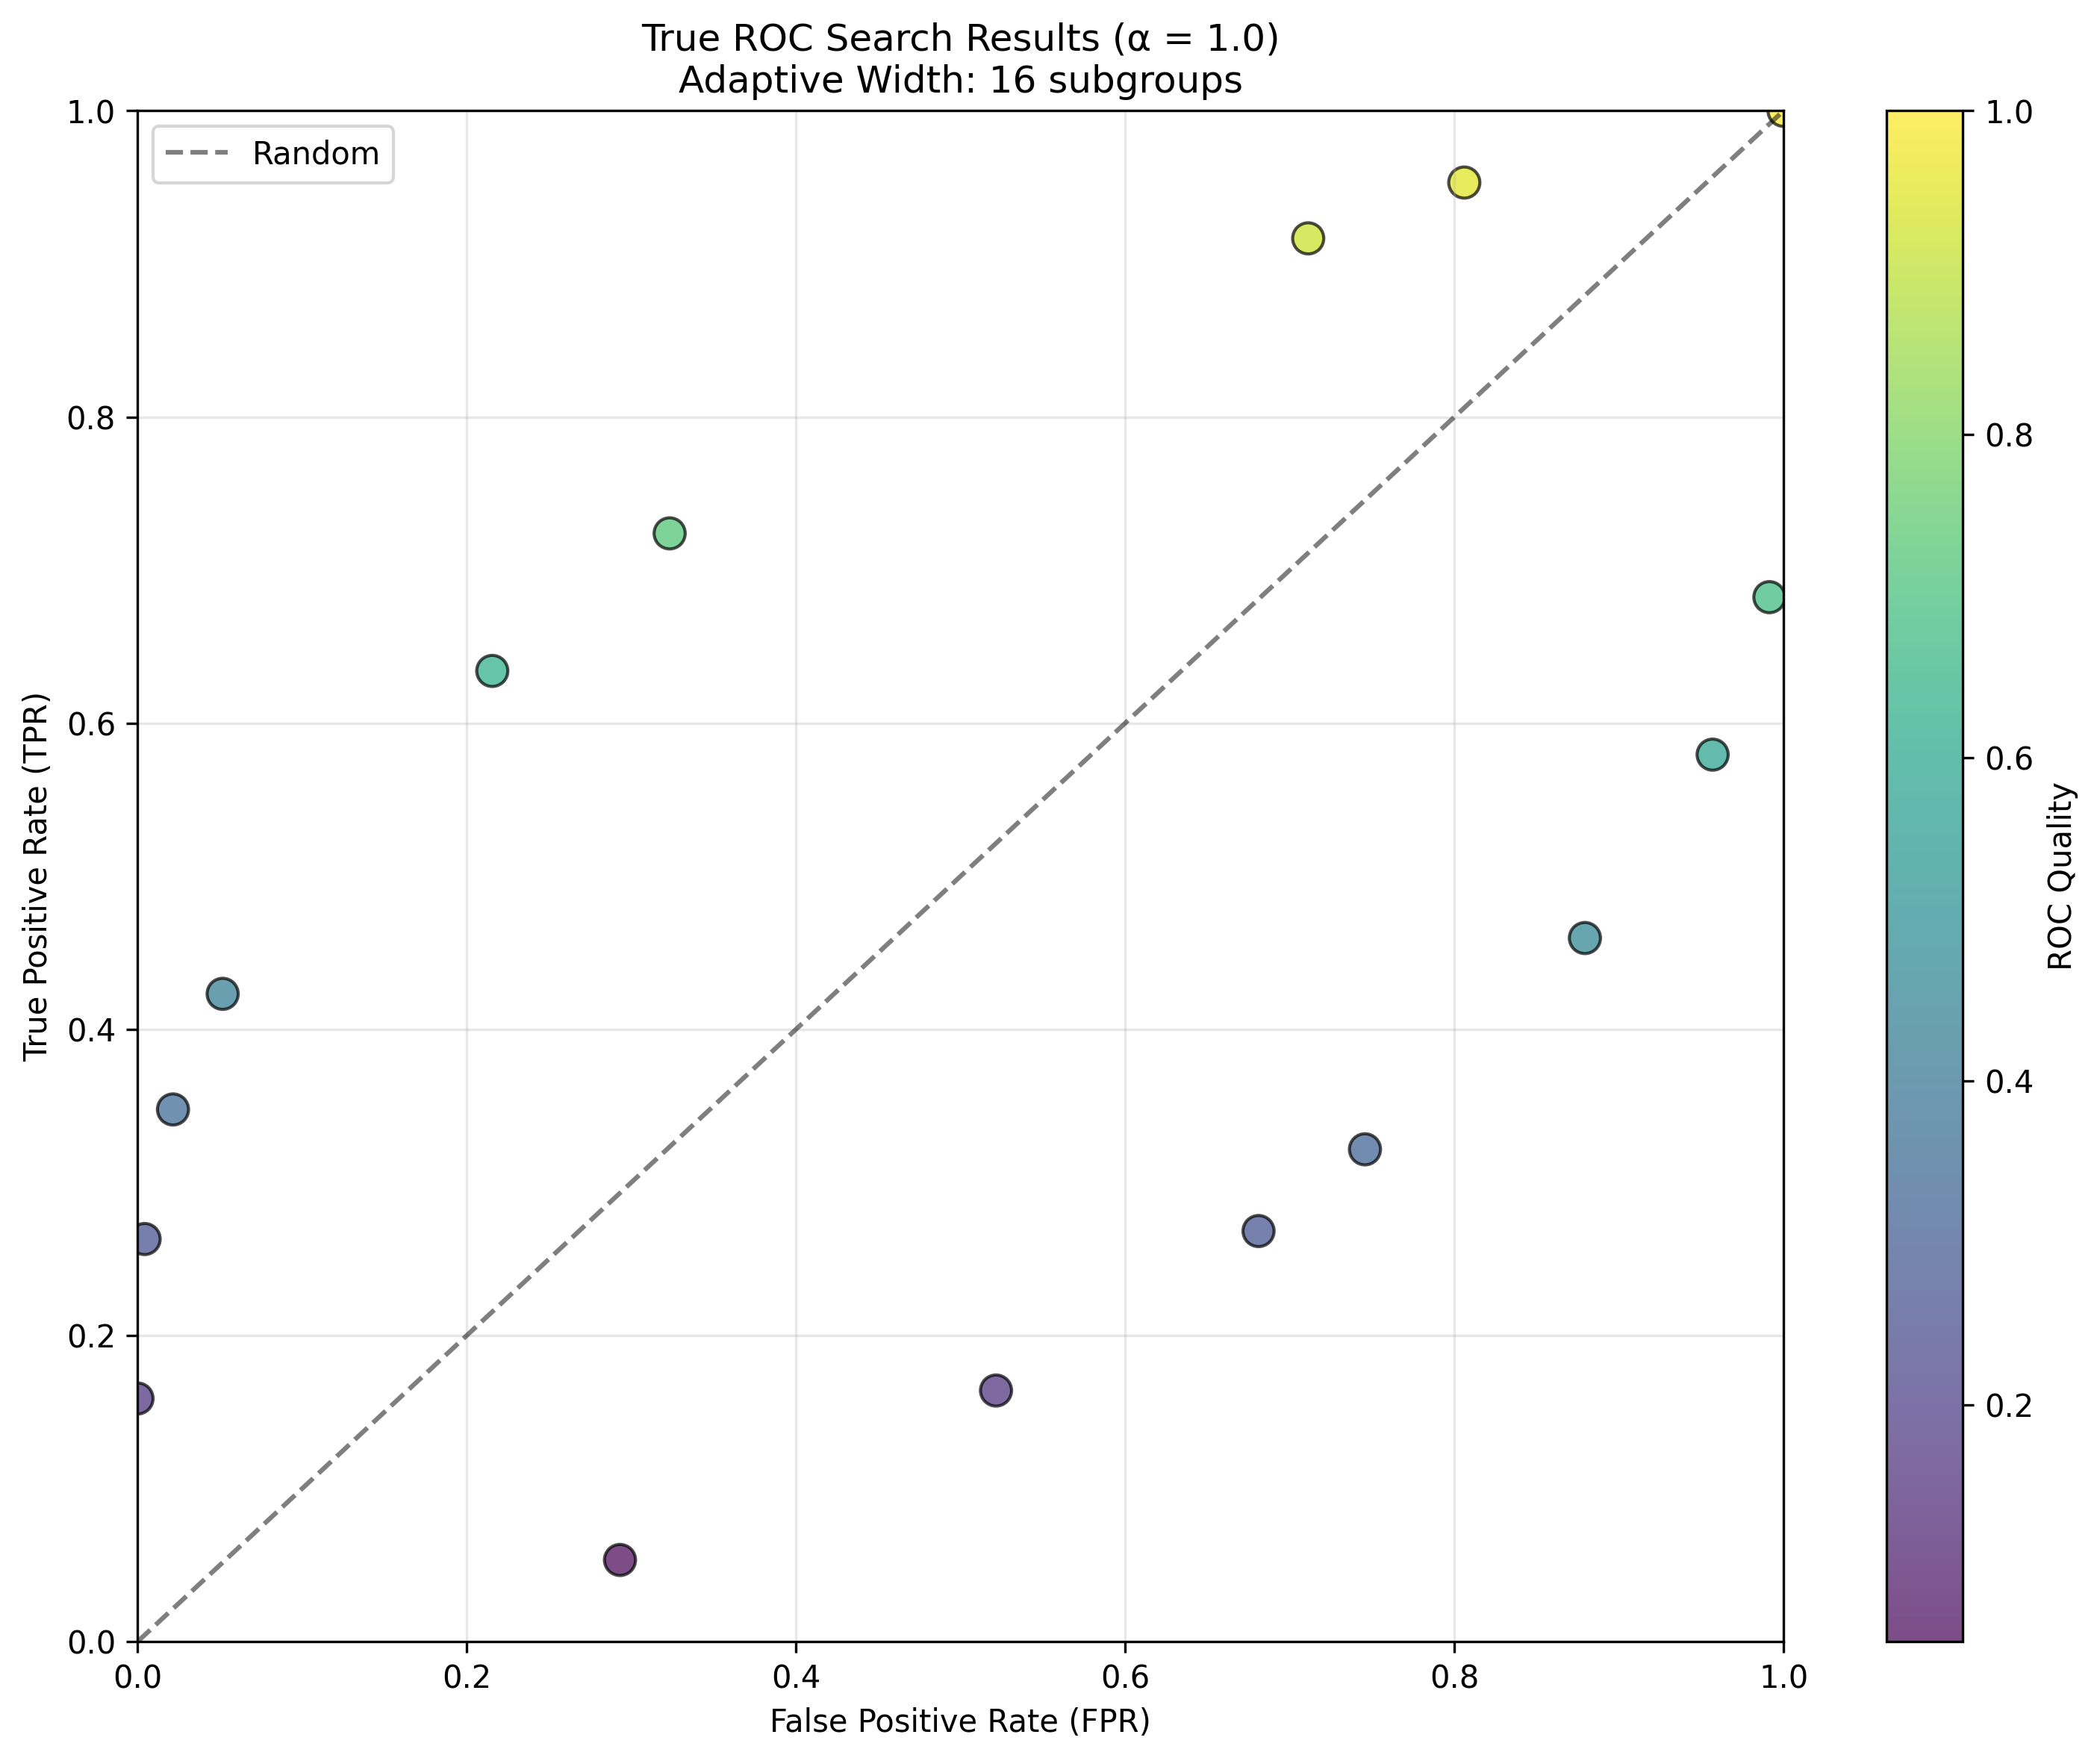 True ROC Search Results (α = 1.0)
Adaptive Width: 16 subgroups
Random
True Positive Rate (TPR)
1.0
0.8
0.6
0.4
0.2
0.0
0.0
0.2
0.4
0.6
0.8
1.0
False Positive Rate (FPR)
1.0
0.8
0.6
0.4
0.2
ROC Quality